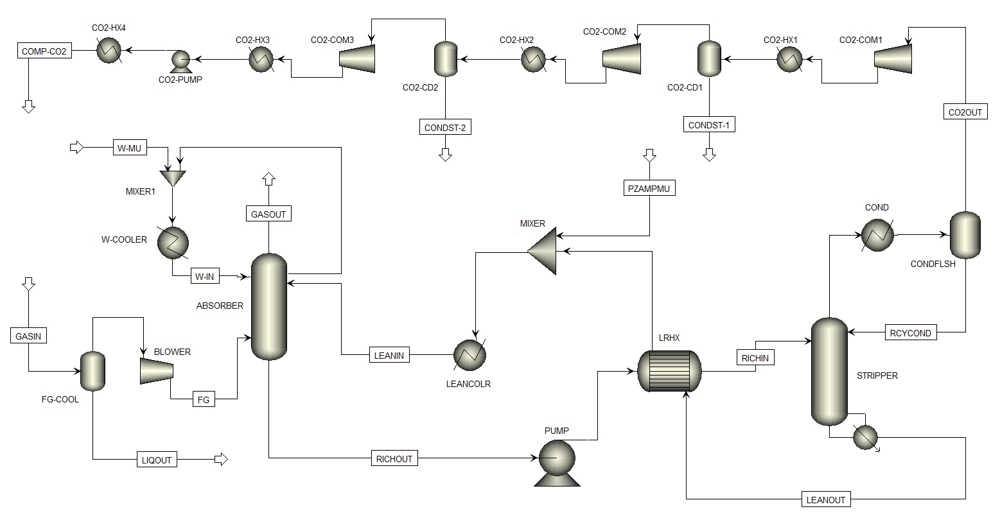 CO2-HX4
COMP-CO2
CO2-PUMP
CO2-HX3
CO2-COM3
CO2-CD2
CO2-HX2
CO2-COM2
CO2-CD1
CO2-HX1
CO2-COM1
CO2OUT
CONDST-2
CONDST-1
W-MU
MIXER1
W-COOLER
W-IN
GASOUT
ABSORBER
PZAMPMU
MIXER
COND
CONDFLSH
RCYCOND
GASIN
BLOWER
FG-COOL
FG
LIQOUT
LEANIN
LEANCOLR
LRHX
RICHIN
STRIPPER
PUMP
RICHOUT
LEANOUT